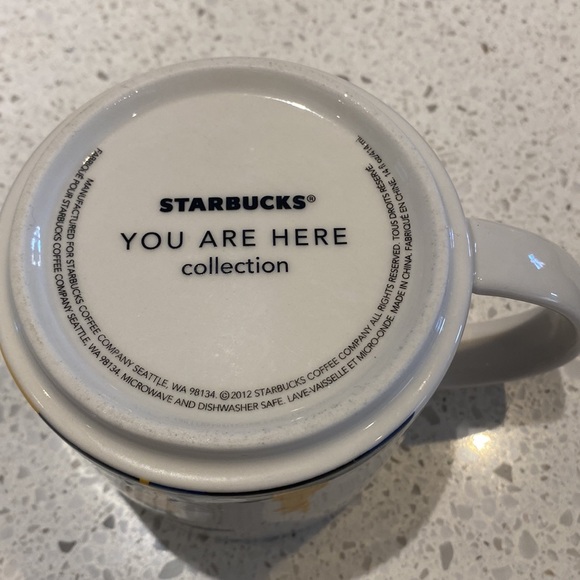 STARBUCKS®
YOU ARE HERE
collection
MANUFACTURED FOR STARBUCKS COFFEE COMPANY SEATTLE, WA 98134. ©2012 STARBUCKS COFFEE COMPANY ALL RIGHTS RESERVED. TOUS DROITS RÉSERVÉ.
FABRIQUÉ POUR STARBUCKS COFFEE COMPANY SEATTLE, WA 98134. MICROWAVE AND DISHWASHER SAFE. LAVE-VAISSELLE ET MICRO-ONDE. MADE IN CHINA. FABRIQUÉ EN CHINE. 14 fl oz/414 mL